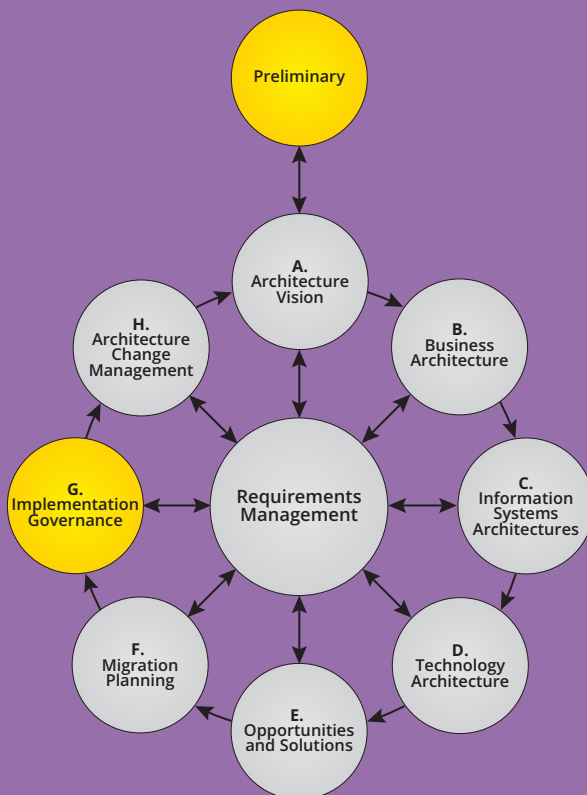 Preliminary
A.
Architecture
Vision
B.
Business
Architecture
C.
Information
Systems
Architectures
D.
Technology
Architecture
E.
Opportunities
and Solutions
F.
Migration
Planning
G.
Implementation
Governance
H.
Architecture
Change
Management
Requirements
Management